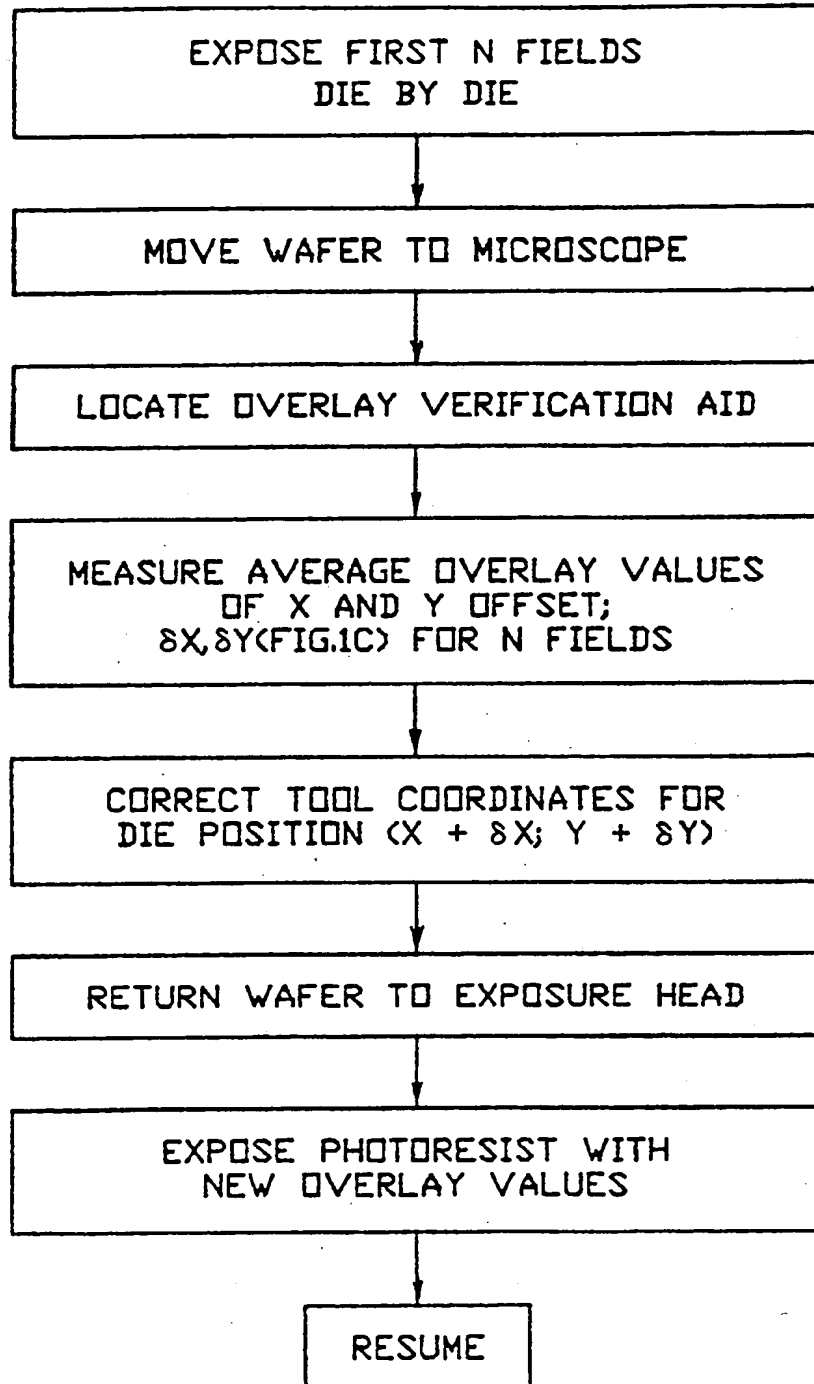 EXPOSE FIRST N FIELDS
DIE BY DIE
MOVE WAFER TO MICROSCOPE
LOCATE OVERLAY VERIFICATION AID
MEASURE AVERAGE OVERLAY VALUES
OF X AND Y OFFSET;
δX,δY(FIG.1C) FOR N FIELDS
CORRECT TOOL COORDINATES FOR
DIE POSITION (X + δX; Y + δY)
RETURN WAFER TO EXPOSURE HEAD
EXPOSE PHOTORESIST WITH
NEW OVERLAY VALUES
RESUME